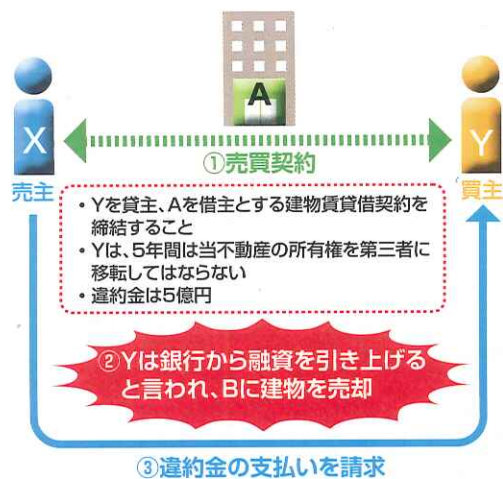 A
X
Y
①売買契約
売主
買主
・Yを貸主、Aを借主とする建物賃貸借契約を
締結すること
・Yは、5年間は当不動産の所有権を第三者に
移転してはならない
・違約金は5億円
②Yは銀行から融資を引き上げる
と言われ、Bに建物を売却
③違約金の支払いを請求